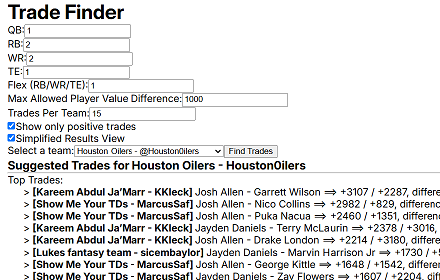 Trade Finder
QB: 1
RB: 2
WR: 2
TE: 1
Flex (RB/WR/TE): 1
Max Allowed Player Value Difference: 1000
Trades Per Team: 15
Show only positive trades
Simplified Results View
Select a team: Houston Oilers - @Houston0ilers Find Trades
Suggested Trades for Houston Oilers - Houston0ilers
Top Trades:
> [Kareem Abdul Ja'Marr - KKleck] Josh Allen - Garrett Wilson ==> +3107 / +2287, differe
> [Show Me Your TDs - MarcusSaf] Josh Allen - Nico Collins ==> +2982 / +829, difference
> [Show Me Your TDs - MarcusSaf] Josh Allen - Puka Nacua ==> +2460 / +1351, differenc
> [Kareem Abdul Ja'Marr - KKleck] Jayden Daniels - Terry McLaurin ==> +2378 / +3016,
> [Kareem Abdul Ja'Marr - KKleck] Josh Allen - Drake London ==> +2214 / +3180, differe
> [Lukes fantasy team - sicembaylor] Jayden Daniels - Marvin Harrison Jr ==> +1730 / +
> [Show Me Your TDs - MarcusSaf] Josh Allen - George Kittle ==> +1648 / +1542, differe
> [Show Me Your TDs - MarcusSaf] Jayden Daniels - Zay Flowers ==> +1607 / +2204, di